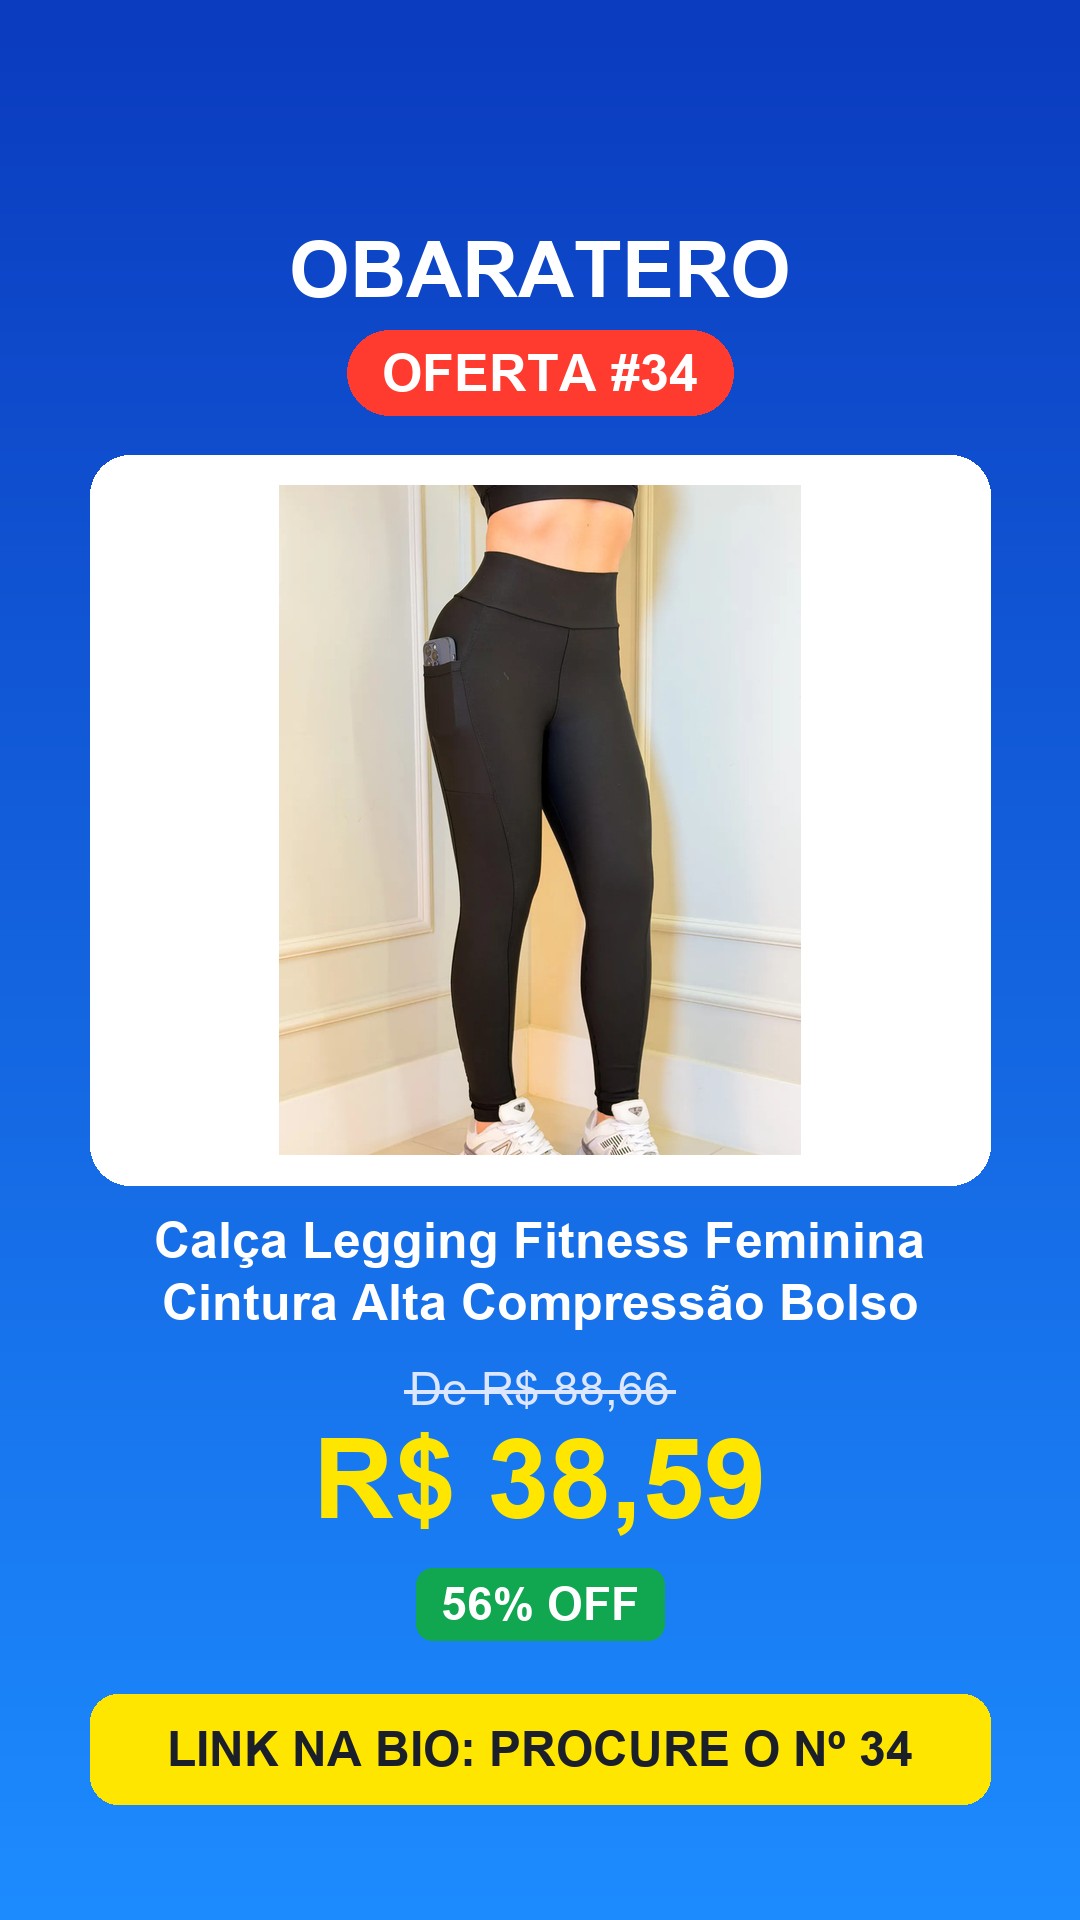 OBARATERO
OFERTA #34
Calça Legging Fitness Feminina
Cintura Alta Compressão Bolso
De R$ 88,66
R$ 38,59
56% OFF
LINK NA BIO: PROCURE O Nº 34